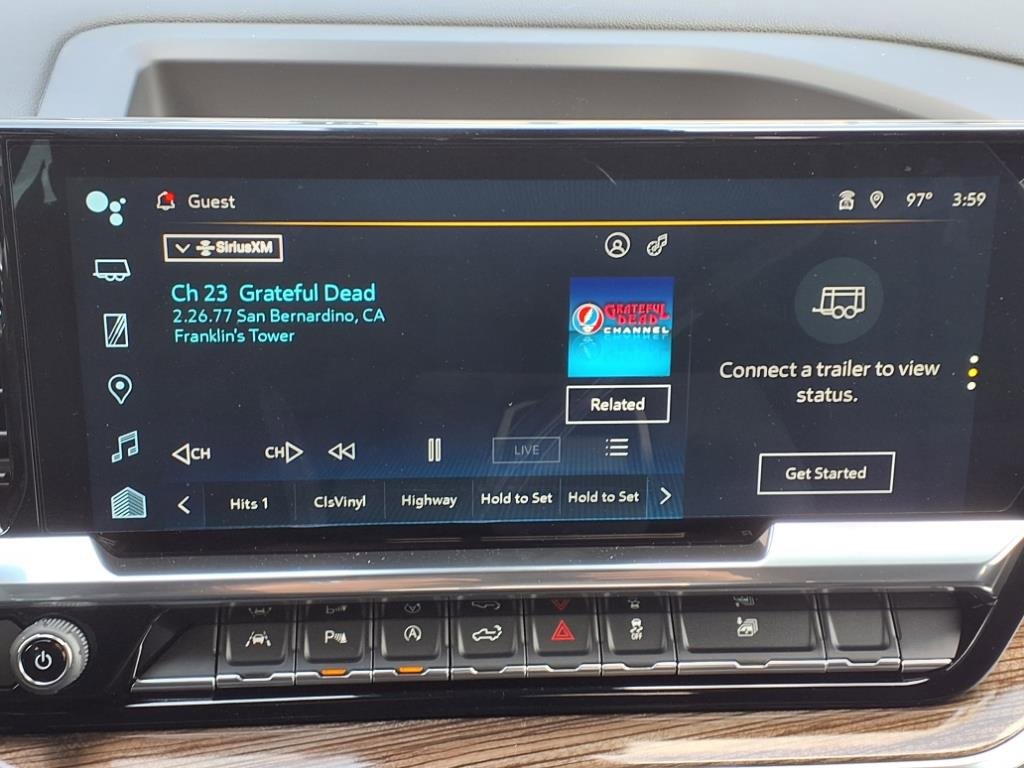 Guest
97° 3:59
SiriusXM
Ch 23 Grateful Dead
2.26.77 San Bernardino, CA
Franklin's Tower
GRATEFUL
DEAD
CHANNEL
Related
Connect a trailer to view
status.
Get Started
CH
CH
LIVE
Hits 1
ClsVinyl
Highway
Hold to Set
Hold to Set
P
A
OFF